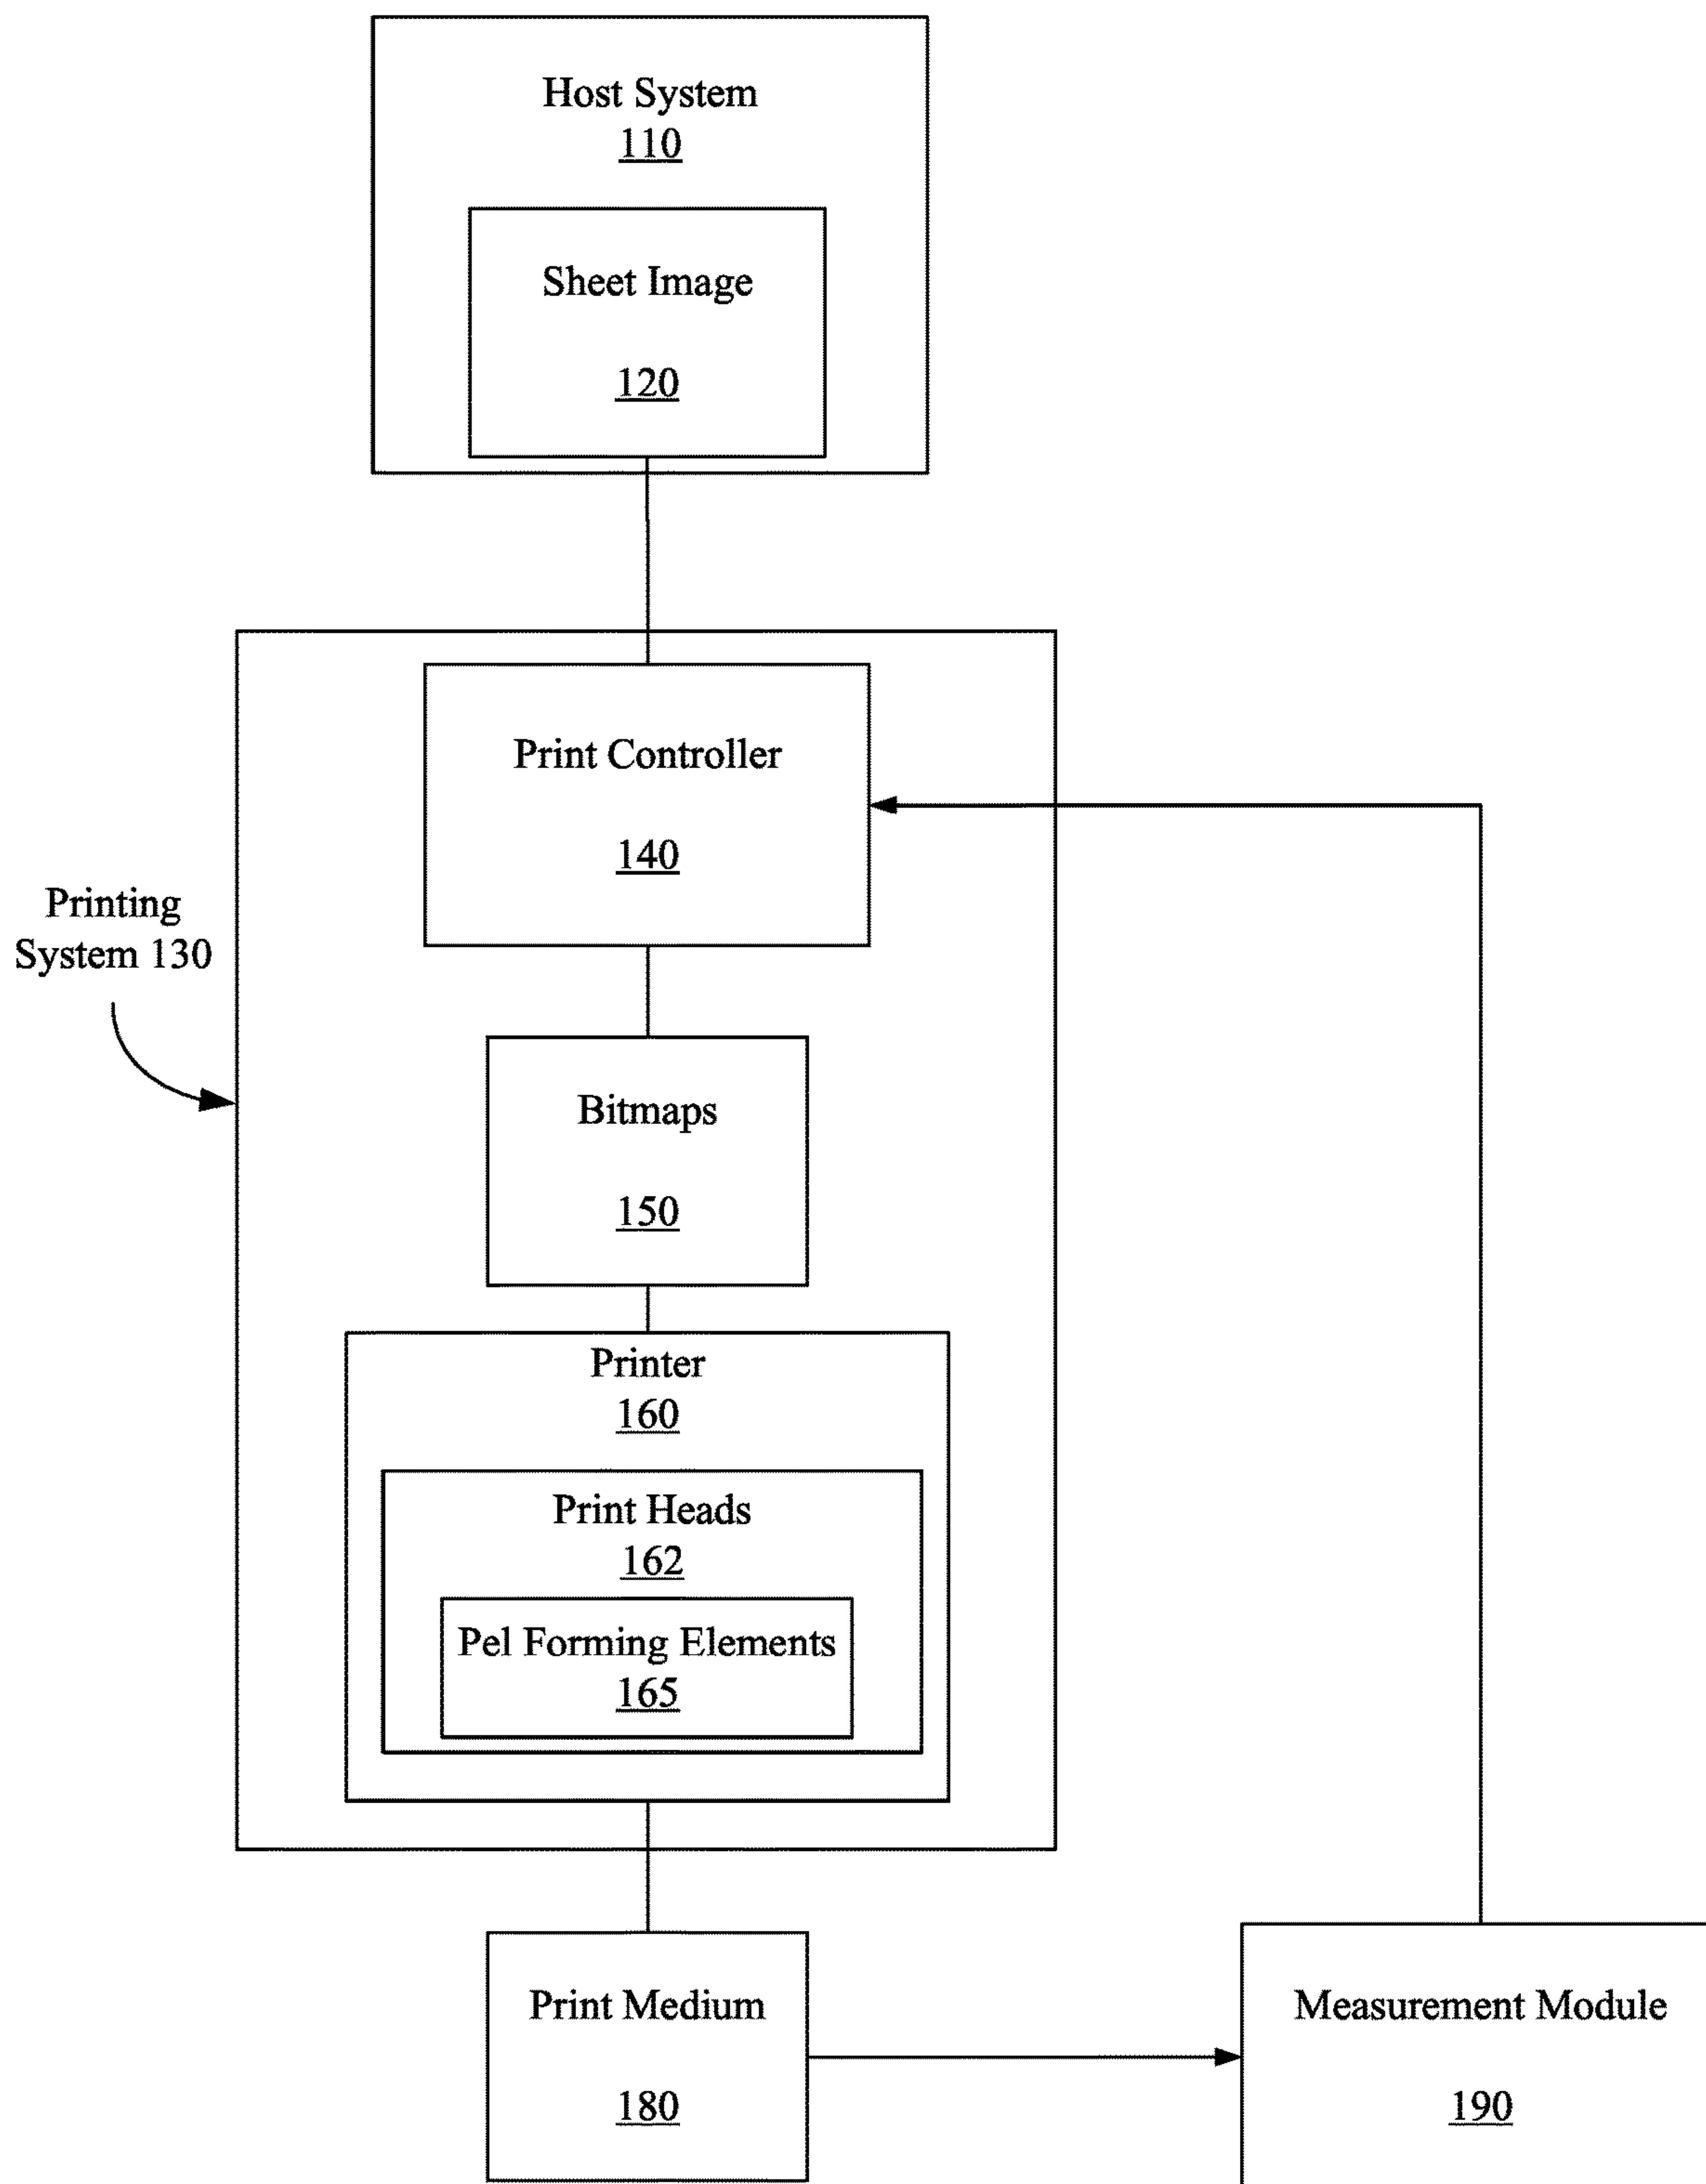 Host System
110
Sheet Image
120
Print Controller
140
Printing
System 130
Bitmaps
150
Printer
160
Print Heads
162
Pel Forming Elements
165
Print Medium
180
Measurement Module
190